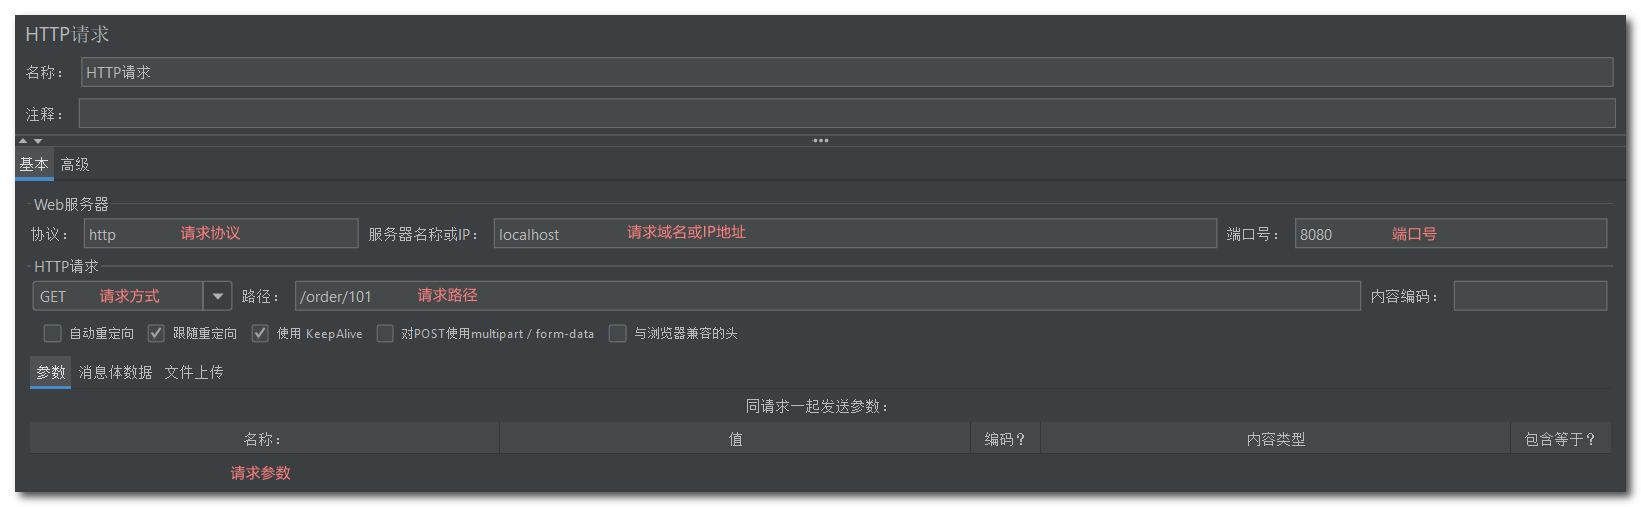 HTTP请求
名称： HTTP请求
注释：
基本 高级
Web服务器
协议： http 请求协议 服务器名称或IP： localhost 请求域名或IP地址 端口号： 8080 端口号
HTTP请求
GET 请求方式 路径： /order/101 请求路径 内容编码：
自动重定向 跟随重定向 使用 KeepAlive 对POST使用multipart / form-data 与浏览器兼容的头
参数 消息体数据 文件上传
同请求一起发送参数：
名称： 值 编码？ 内容类型 包含等于？
请求参数